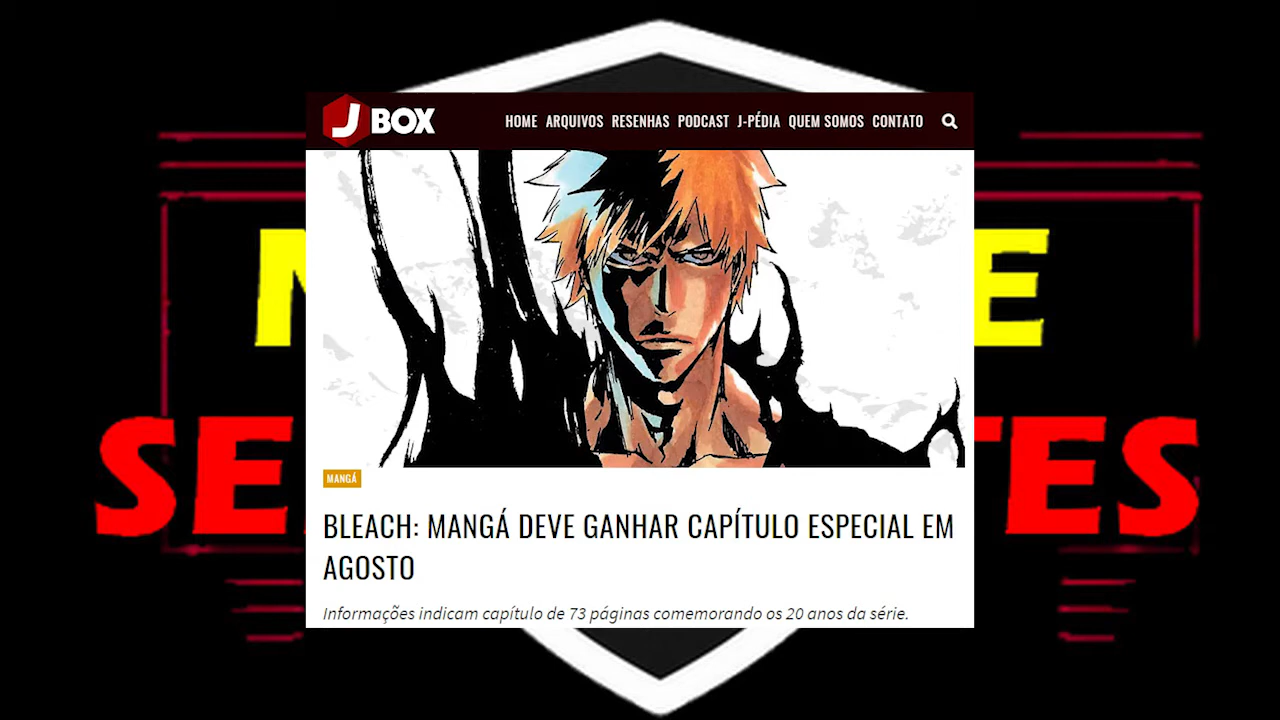 J BOX
HOME ARQUIVOS RESENHAS PODCAST J-PÉDIA QUEM SOMOS CONTATO
MANGÁ
BLEACH: MANGÁ DEVE GANHAR CAPÍTULO ESPECIAL EM
AGOSTO
Informações indicam capítulo de 73 páginas comemorando os 20 anos da série.